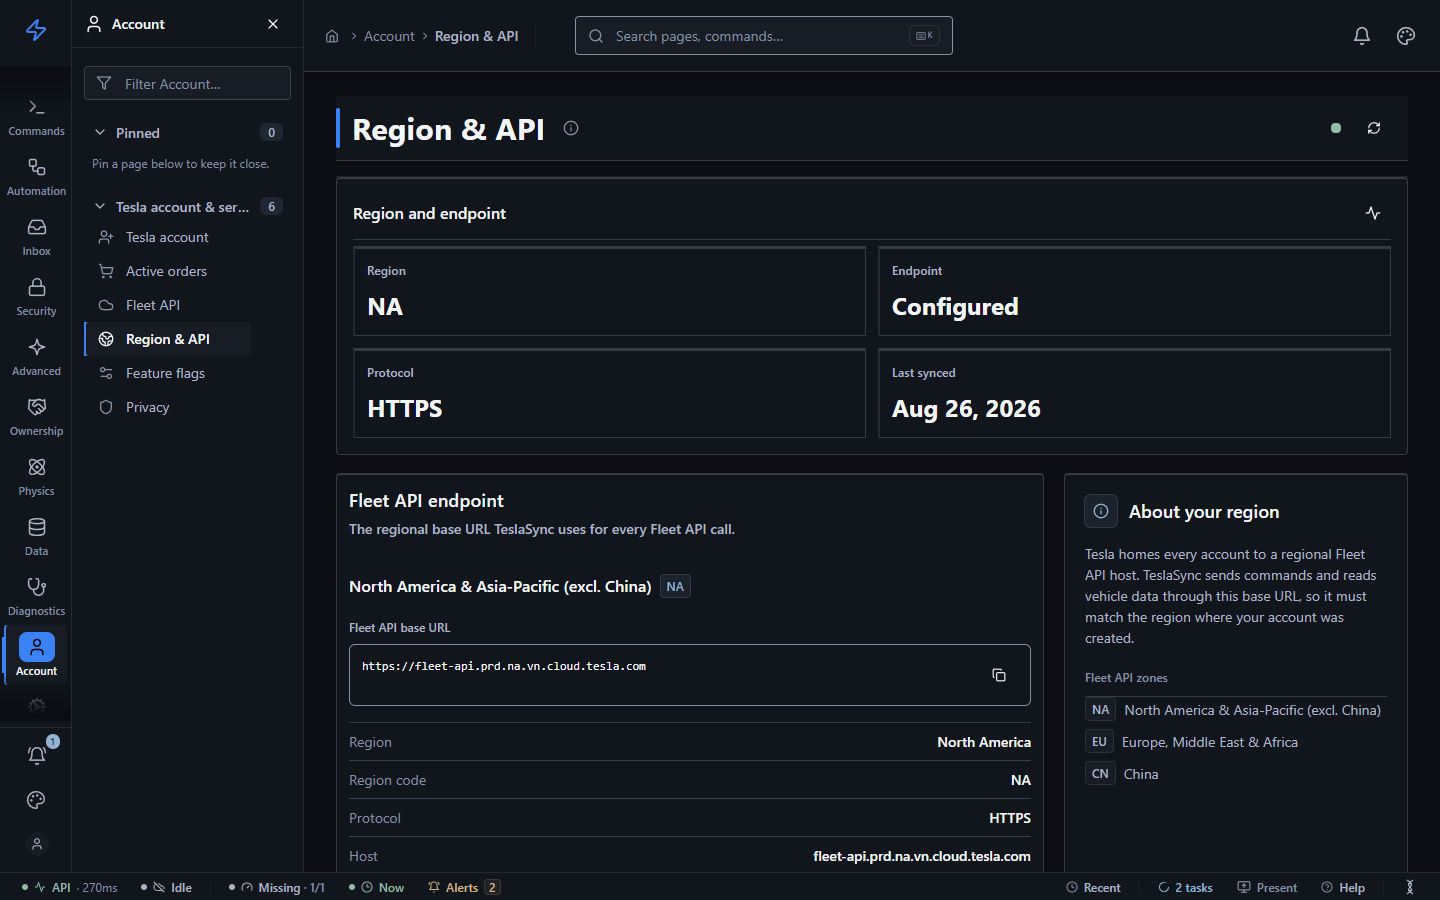 Account
Filter Account...
Pinned
0
Pin a page below to keep it close.
Tesla account & ser...
6
Tesla account
Active orders
Fleet API
Region & API
Feature flags
Privacy
Commands
Automation
Inbox
Security
Advanced
Ownership
Physics
Data
Diagnostics
Account
1
Account
Region & API
Search pages, commands...
K
Region & API
Region and endpoint
Region
NA
Endpoint
Configured
Protocol
HTTPS
Last synced
Aug 26, 2026
Fleet API endpoint
The regional base URL TeslaSync uses for every Fleet API call.
North America & Asia-Pacific (excl. China) NA
Fleet API base URL
https://fleet-api.prd.na.vn.cloud.tesla.com
Region North America
Region code NA
Protocol HTTPS
Host fleet-api.prd.na.vn.cloud.tesla.com
About your region
Tesla homes every account to a regional Fleet
API host. TeslaSync sends commands and reads
vehicle data through this base URL, so it must
match the region where your account was
created.
Fleet API zones
NA North America & Asia-Pacific (excl. China)
EU Europe, Middle East & Africa
CN China
API · 270ms
Idle
Missing · 1/1
Now
Alerts 2
Recent
2 tasks
Present
Help